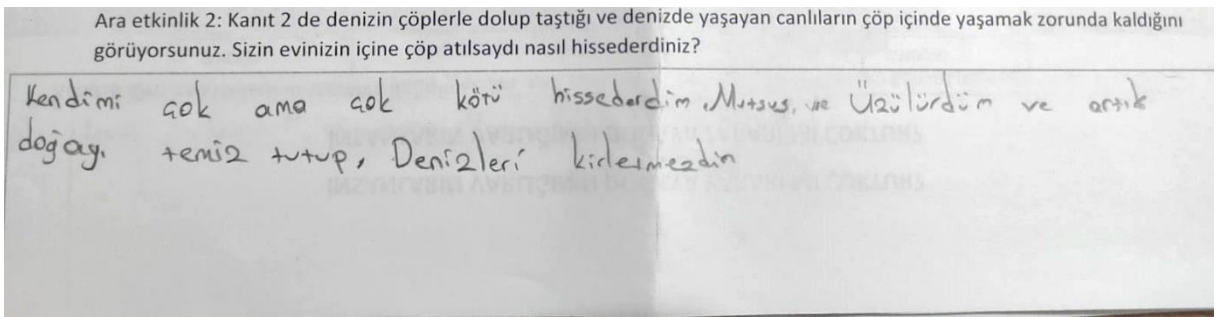 Ara etkinlik 2: Kanıt 2 de denizin çöplerle dolup taştığı ve denizde yaşayan canlıların çöp içinde yaşamak zorunda kaldığını
görüyorsunuz. Sizin evinizin içine çöp atılsaydı nasıl hissederdiniz?
Kendimi çok ama çok kötü hissederdim Mutsus, ve Üzülürdüm ve artık
doğayı temiz tutup, Denizleri kirletmezdim